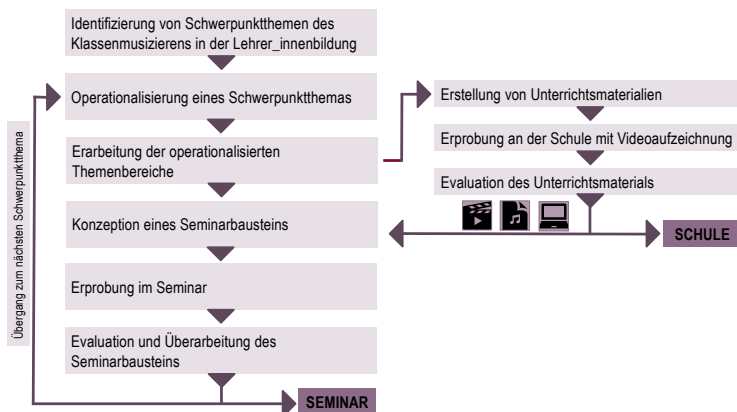 Identifizierung von Schwerpunktthemen des
Klassenmusizierens in der Lehrer_innenbildung
Operationalisierung eines Schwerpunktthemas
Erarbeitung der operationalisierten
Themenbereiche
Konzeption eines Seminarbausteins
Erprobung im Seminar
Evaluation und Überarbeitung des
Seminarbausteins
SEMINAR
Übergang zum nächsten Schwerpunktthema
Erstellung von Unterrichtsmaterialien
Erprobung an der Schule mit Videoaufzeichnung
Evaluation des Unterrichtsmaterials
SCHULE